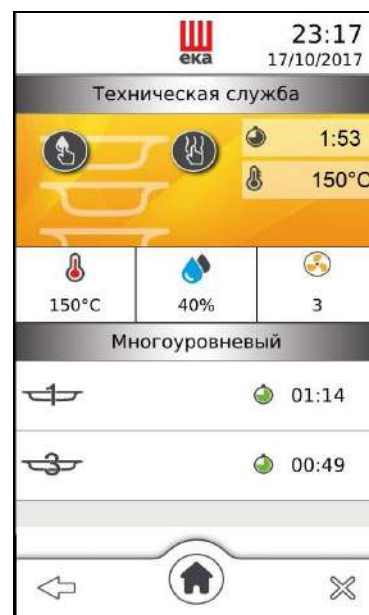 23:17
ека
17/10/2017
Техническая служба
1:53
150°C
150°C
40%
3
Многоуровневый
1
01:14
3
00:49